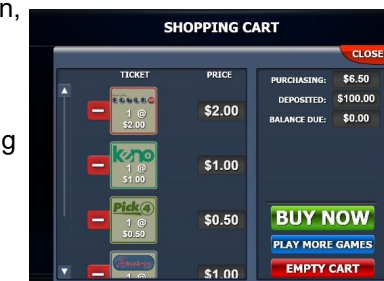 n,
g
SHOPPING CART
CLOSE
TICKET PRICE
POWER
1 @
$2.00
$2.00
keno
1 @
$1.00
$1.00
Pick 4
1 @
$0.50
$0.50
1 @
$1.00
PURCHASING: $6.50
DEPOSITED: $100.00
BALANCE DUE: $0.00
BUY NOW
PLAY MORE GAMES
EMPTY CART